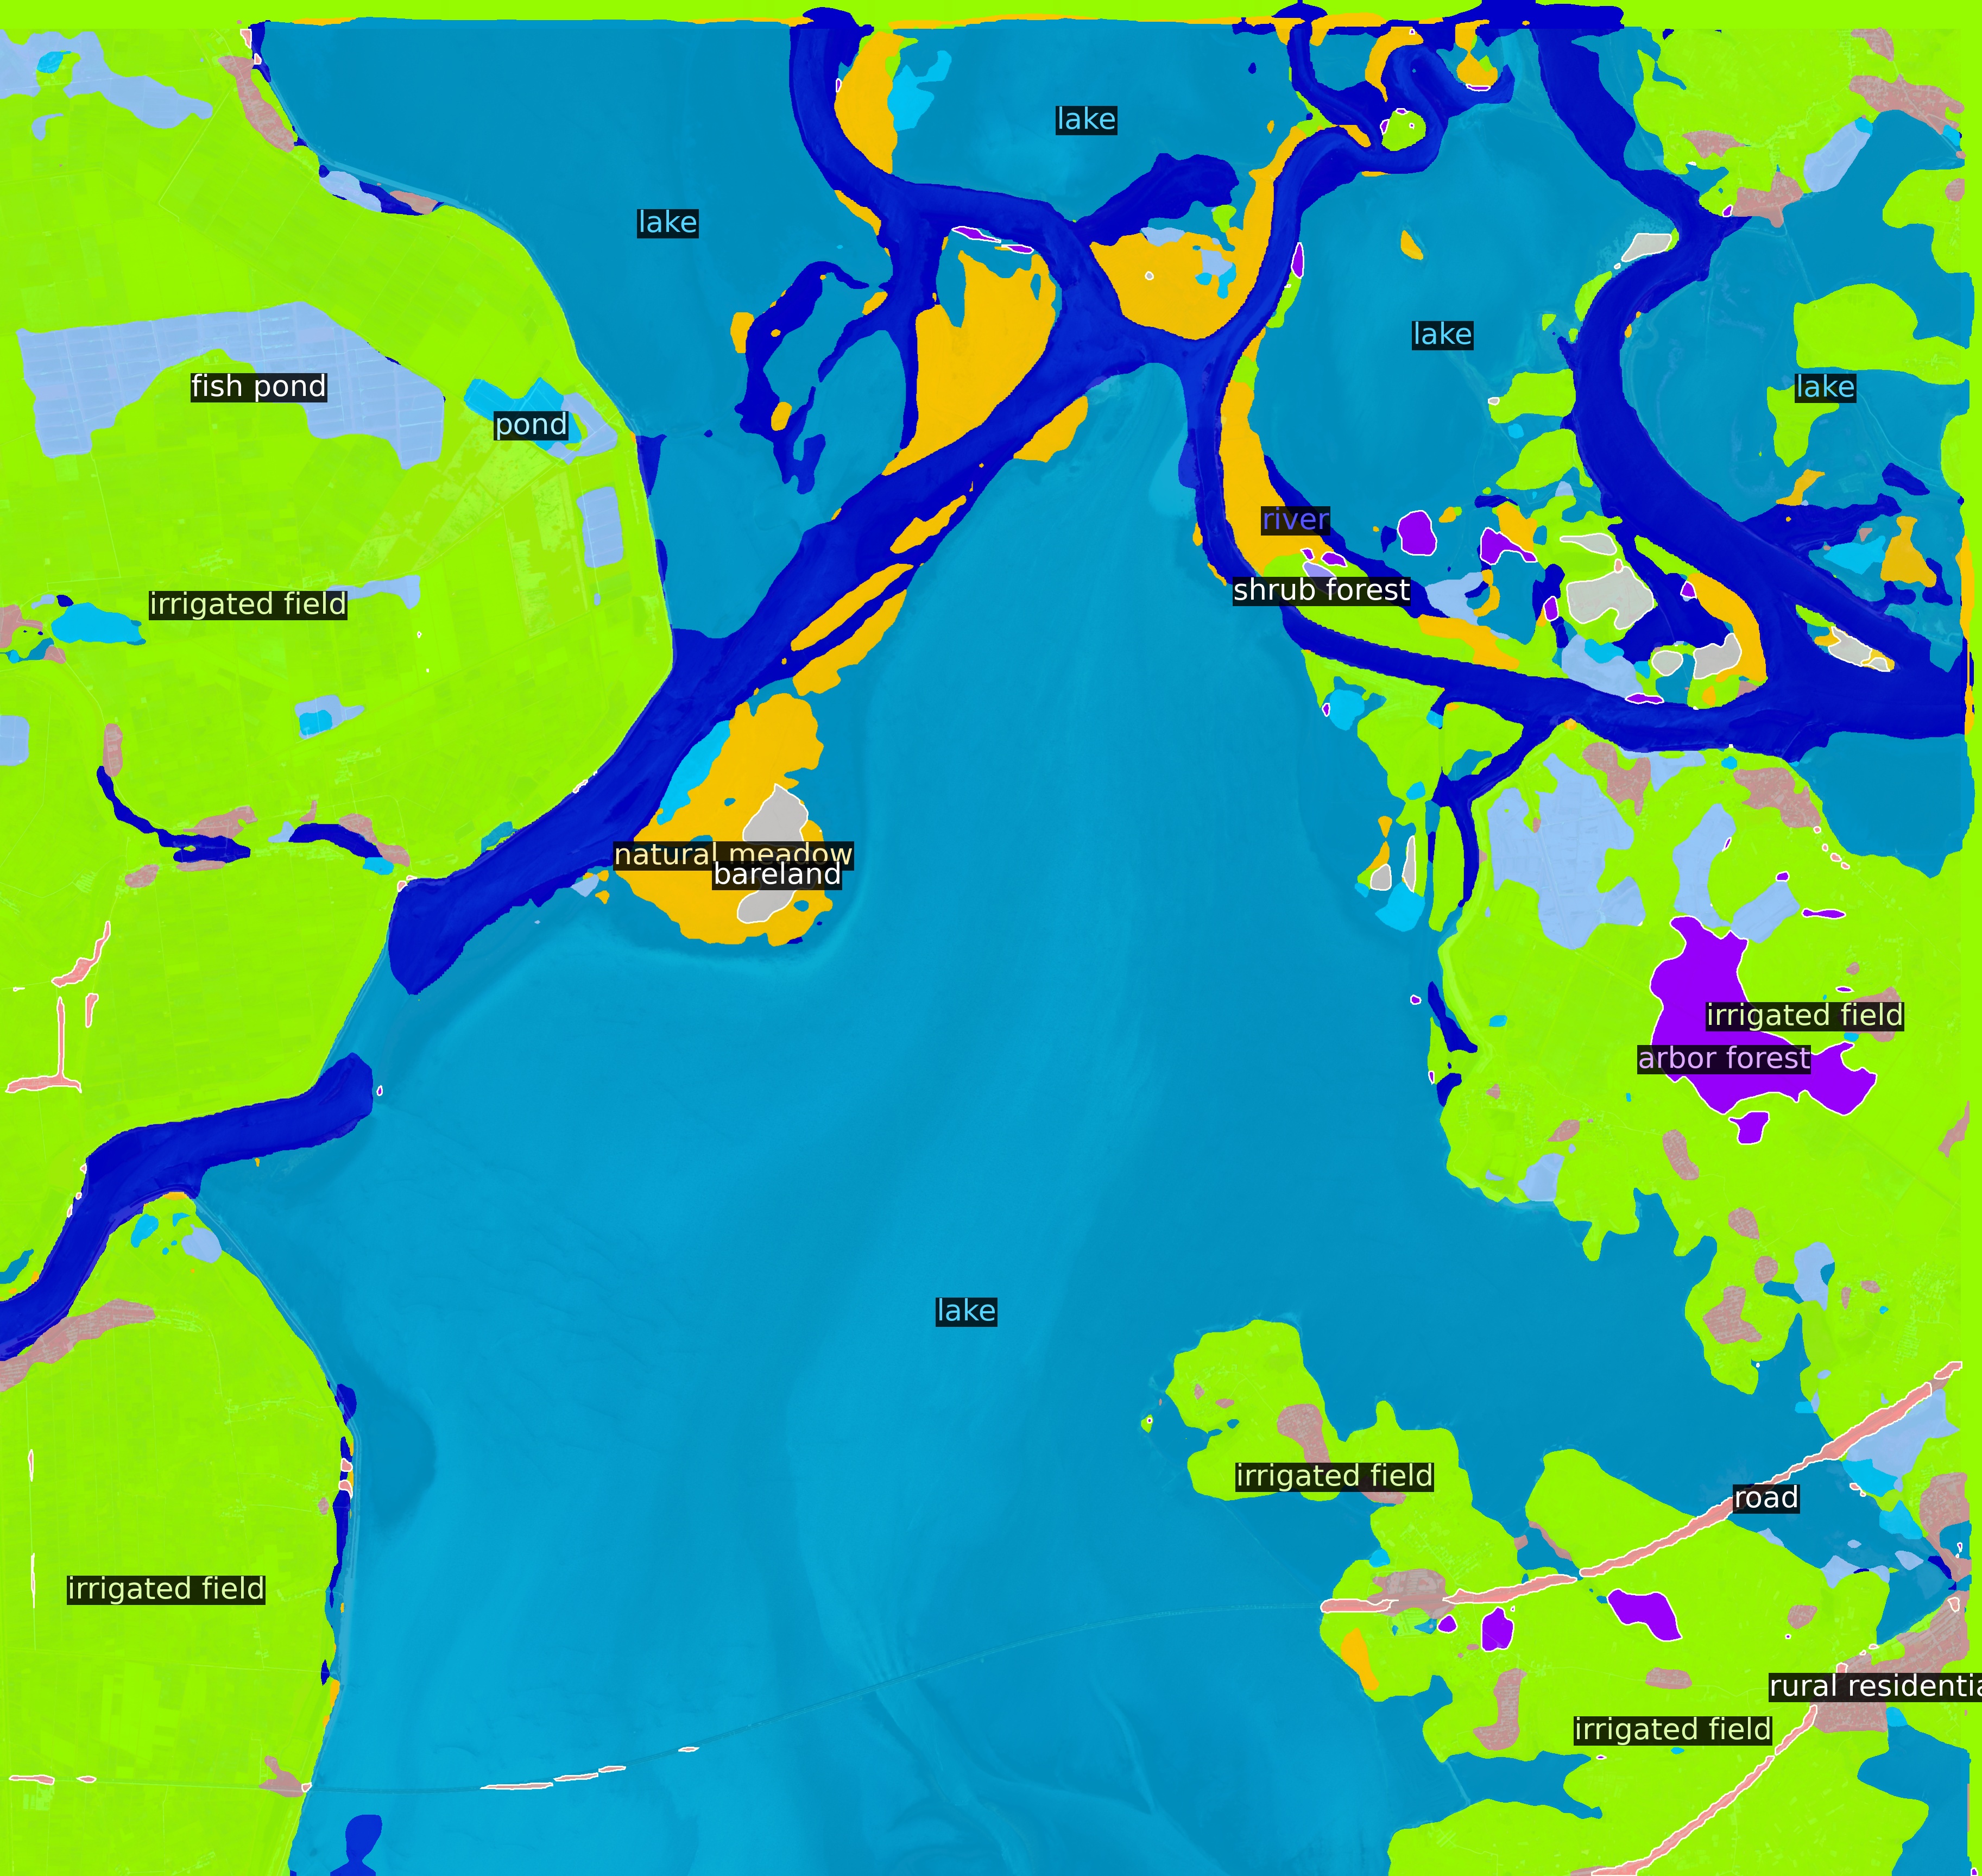 lake
lake
lake
lake
fish pond
pond
river
shrub forest
irrigated field
natural meadow
bareland
irrigated field
arbor forest
lake
irrigated field
road
irrigated field
rural residentia
irrigated field